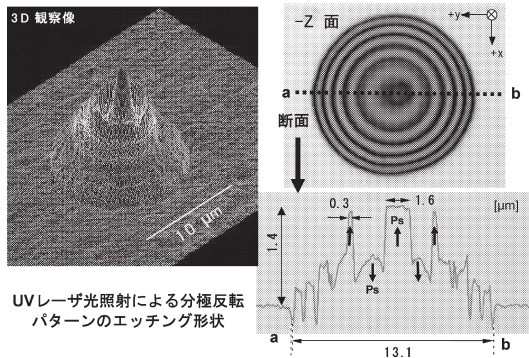 3D 観察像
10 μm
UVレーザ光照射による分極反転
パターンのエッチング形状
-Z 面
+y
+x
a
b
断面
0.3
1.6
[μm]
1.4
Ps
Ps
a
b
13.1